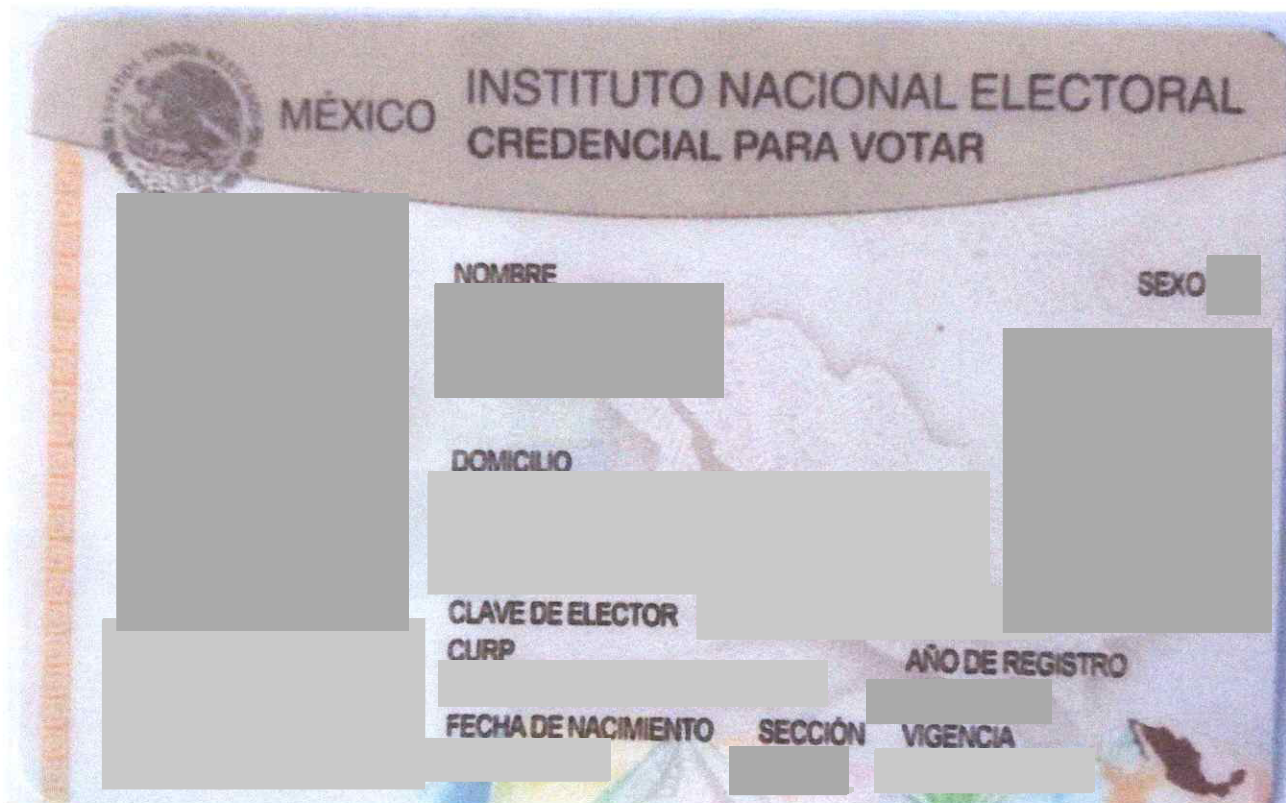 MÉXICO
INSTITUTO NACIONAL ELECTORAL
CREDENCIAL PARA VOTAR
NOMBRE
SEXO
DOMICILIO
CLAVE DE ELECTOR
CURP
AÑO DE REGISTRO
FECHA DE NACIMIENTO
SECCIÓN
VIGENCIA